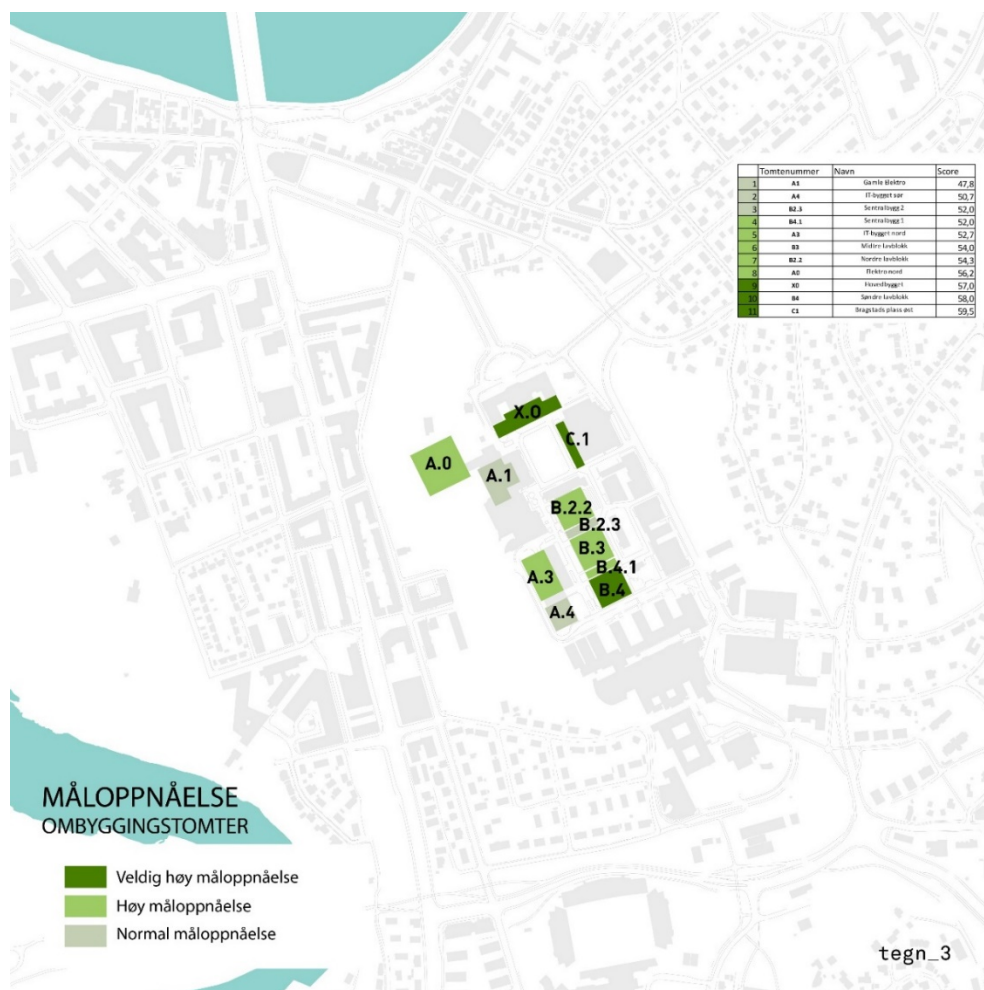 Tomtenummer Navn Score
1 A1 Gamle Elektro 47,8
2 A4 IT-bygget sør 50,7
3 B2.3 Sentralbygg 2 52,0
4 B4.1 Sentralbygg 1 52,0
5 A3 IT-bygget nord 52,7
6 B3 Midtre lavblokk 54,0
7 B2.2 Nordre lavblokk 54,3
8 A0 Elektro nord 56,2
9 X0 Hovedbygget 57,0
10 B4 Søndre lavblokk 58,0
11 C1 Bragstads plass øst 59,5
X.0
C.1
A.0
A.1
B.2.2
B.2.3
B.3
A.3
B.4.1
B.4
A.4
MÅLOPPNÅELSE
OMBYGGINGSTOMTER
Veldig høy måloppnåelse
Høy måloppnåelse
Normal måloppnåelse
tegn_3